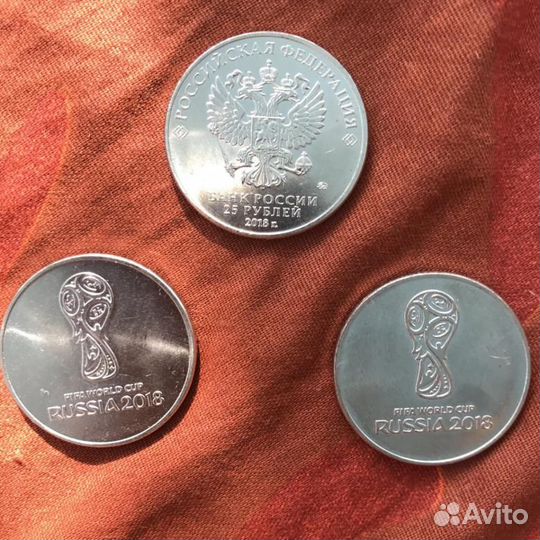 РОССИЙСКАЯ ФЕДЕРАЦИЯ
БАНК РОССИИ
25 РУБЛЕЙ
2018 г.
FIFA WORLD CUP
RUSSIA 2018
FIFA WORLD CUP
RUSSIA 2018
Avito